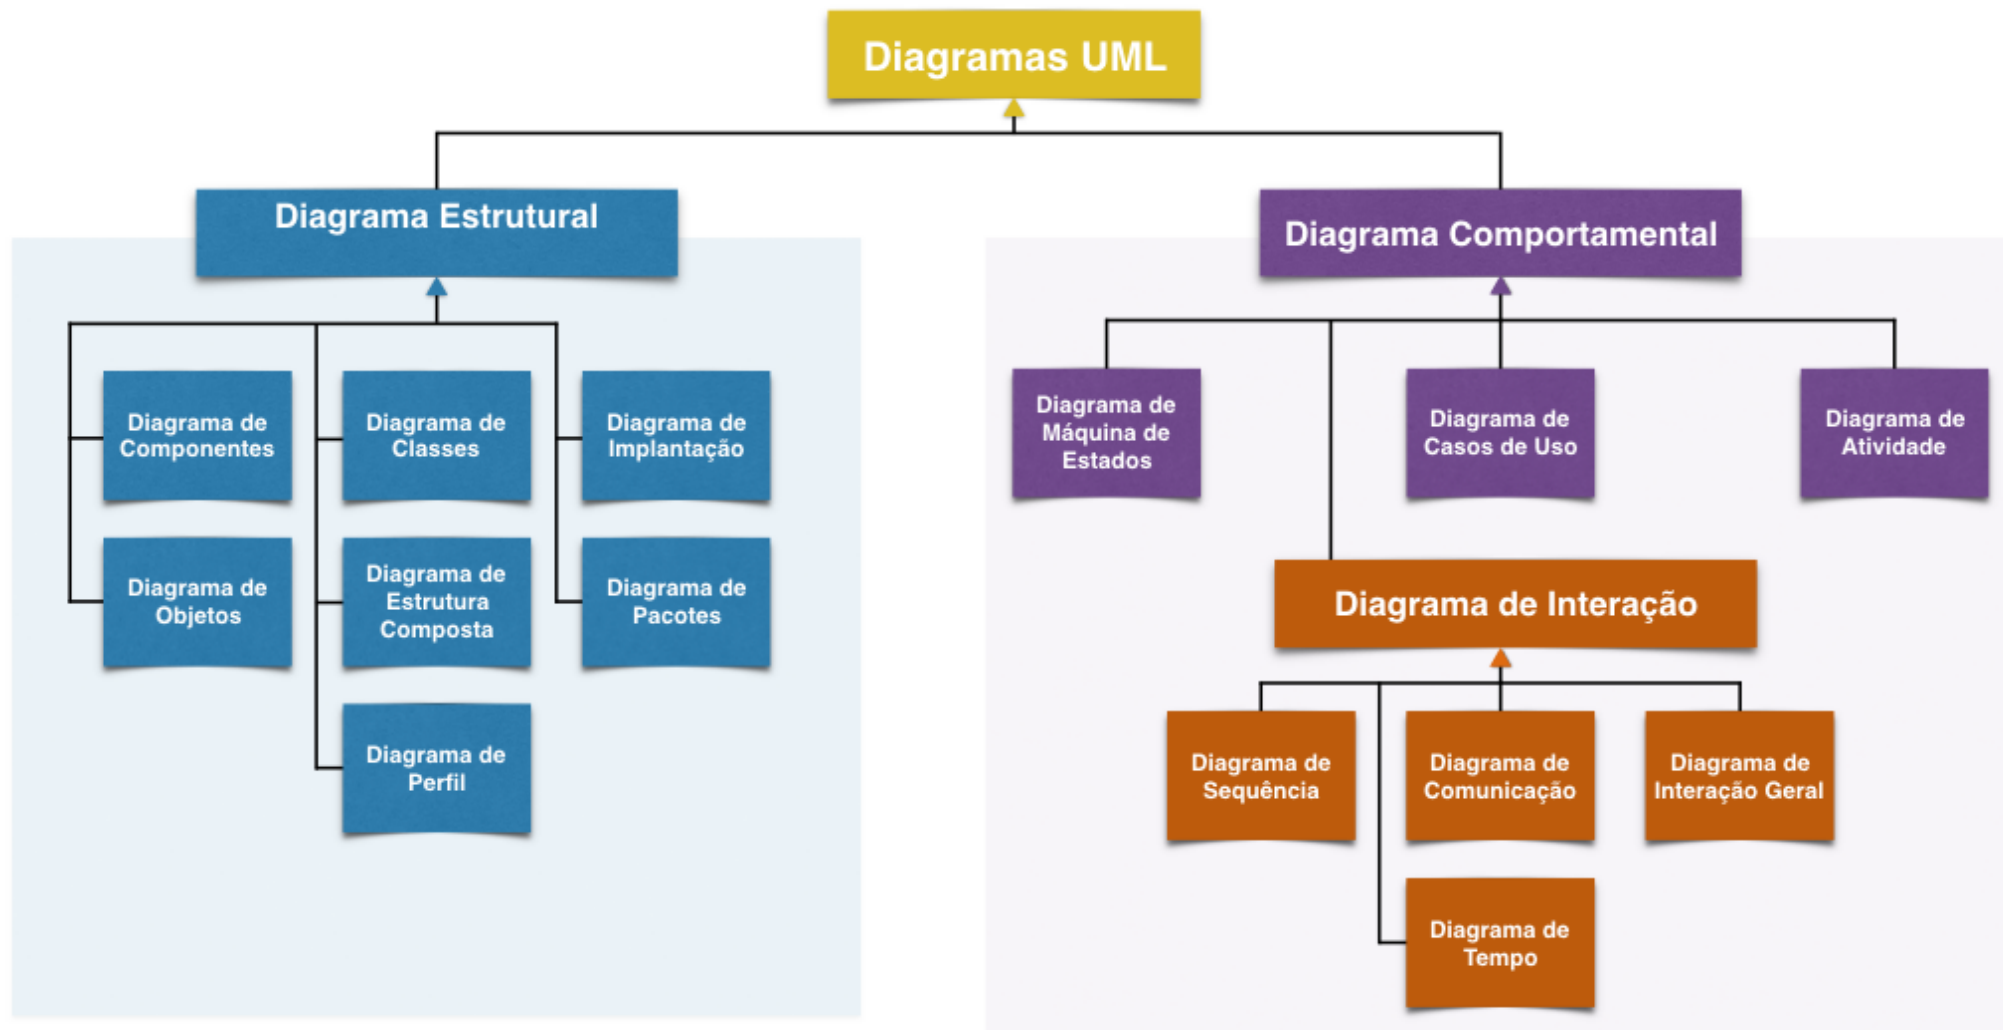 Diagramas UML
Diagrama Estrutural
Diagrama Comportamental
Diagrama de
Componentes
Diagrama de
Classes
Diagrama de
Implantação
Diagrama de
Objetos
Diagrama de
Estrutura
Composta
Diagrama de
Pacotes
Diagrama de
Perfil
Diagrama de
Máquina de
Estados
Diagrama de
Casos de Uso
Diagrama de
Atividade
Diagrama de Interação
Diagrama de
Sequência
Diagrama de
Comunicação
Diagrama de
Interação Geral
Diagrama de
Tempo